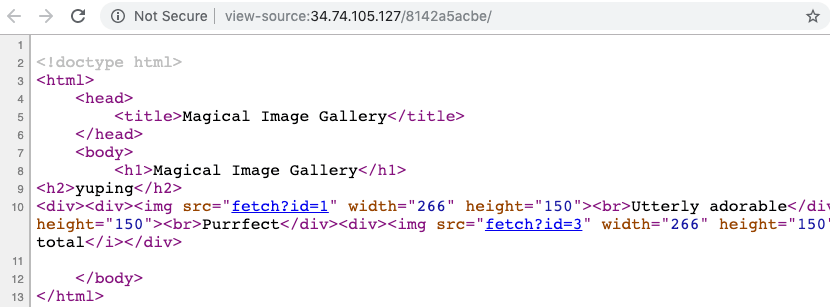 Not Secure | view-source:34.74.105.127/8142a5acbe/
1
2 <!doctype html>
3 <html>
4 <head>
5 <title>Magical Image Gallery</title>
6 </head>
7 <body>
8 <h1>Magical Image Gallery</h1>
9 <h2>yuping</h2>
10 <div><div><img src="fetch?id=1" width="266" height="150"><br>Utterly adorable</div
height="150"><br>Purrfect</div><div><img src="fetch?id=3" width="266" height="150"
total</i></div>
11
12 </body>
13 </html>